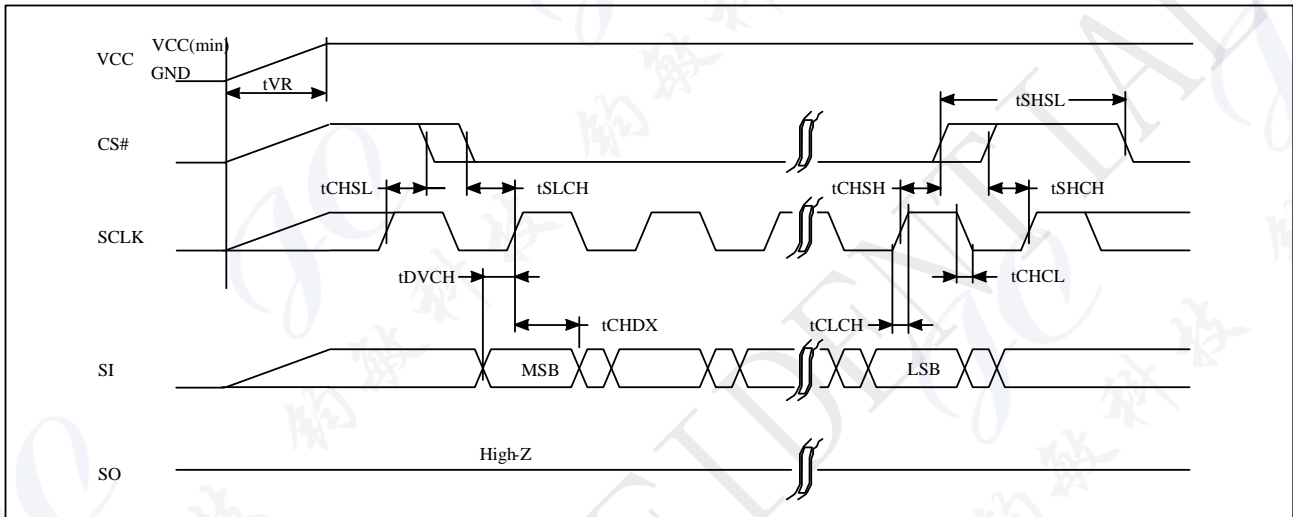 VCC
VCC(min)
GND
tVR
tSHSL
CS#
tCHSL
tSLCH
tCHSH
tSHCH
SCLK
tDVCH
tCHCL
tCHDX
tCLCH
SI
MSB
LSB
High-Z
SO